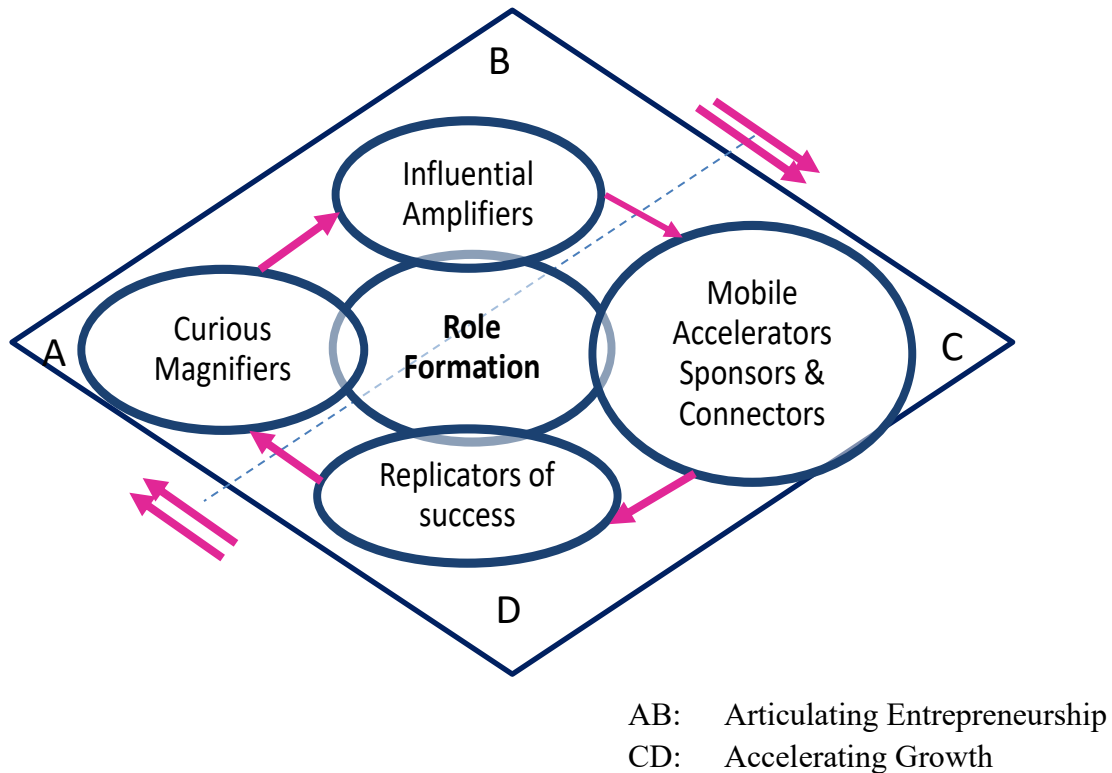 B
Influential
Amplifiers
A
Curious
Magnifiers
Role
Formation
Mobile
Accelerators
Sponsors &
Connectors
C
Replicators of
success
D
AB: Articulating Entrepreneurship
CD: Accelerating Growth